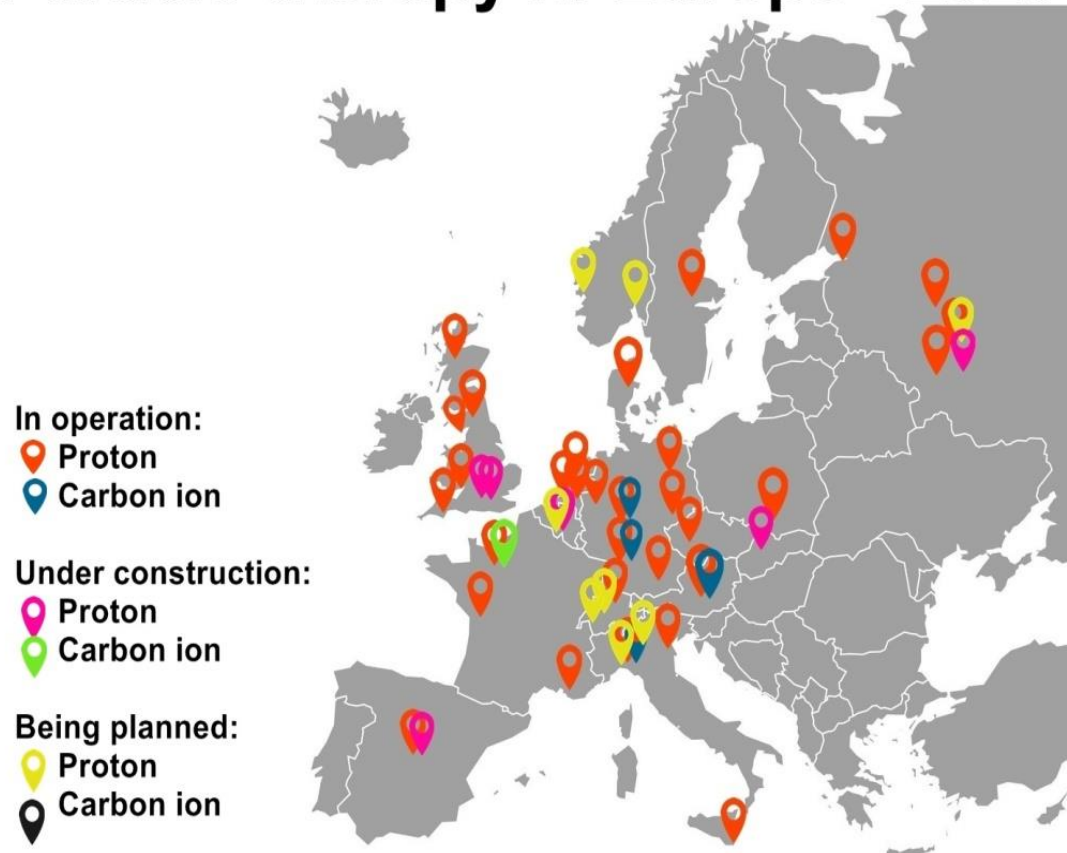 In operation:
Proton
Carbon ion
Under construction:
Proton
Carbon ion
Being planned:
Proton
Carbon ion